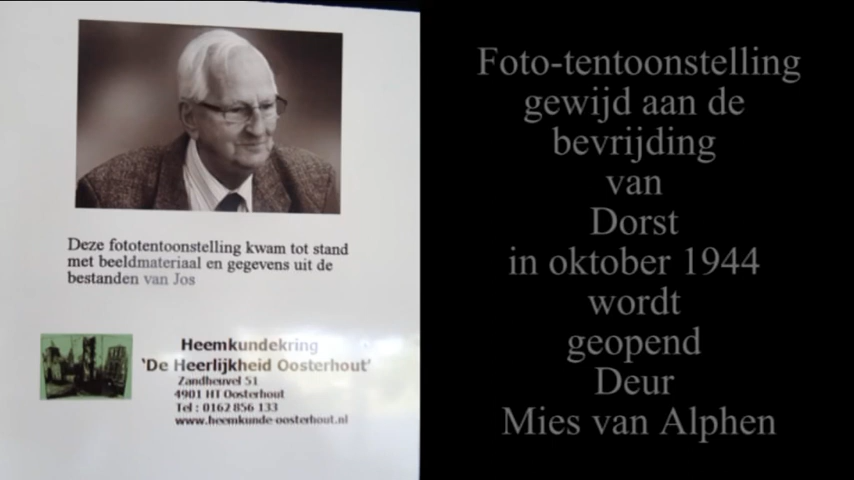 Deze fototentoonstelling kwam tot stand
met beeldmateriaal en gegevens uit de
bestanden van Jos
Heemkundekring
'De Heerlijkheid Oosterhout'
Zandheuvel 51
4901 HT Oosterhout
Tel : 0162 856 133
www.heemkunde-oosterhout.nl
Foto-tentoonstelling
gewijd aan de
bevrijding
van
Dorst
in oktober 1944
wordt
geopend
Deur
Mies van Alphen